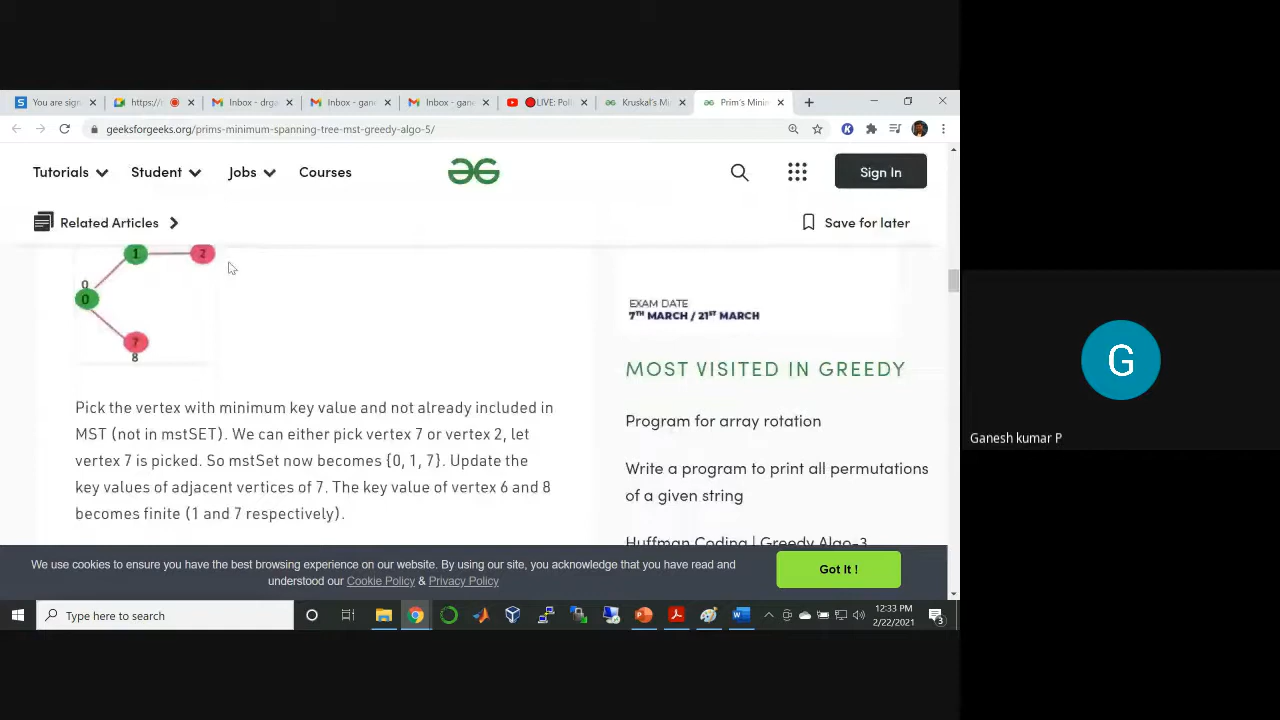 You are sign
https://
Inbox - drga
Inbox - gan
Inbox - gan
LIVE: Poli
Kruskal's Mi
Prim's Minim
geeksforgeeks.org/prims-minimum-spanning-tree-mst-greedy-algo-5/
Tutorials
Student
Jobs
Courses
Sign In
Related Articles
Save for later
1
2
0
0
7
8
EXAM DATE
7TH MARCH / 21ST MARCH
MOST VISITED IN GREEDY
Pick the vertex with minimum key value and not already included in
MST (not in mstSET). We can either pick vertex 7 or vertex 2, let
vertex 7 is picked. So mstSet now becomes {0, 1, 7}. Update the
key values of adjacent vertices of 7. The key value of vertex 6 and 8
becomes finite (1 and 7 respectively).
Program for array rotation
Write a program to print all permutations
of a given string
Huffman Coding | Greedy Algo-3
We use cookies to ensure you have the best browsing experience on our website. By using our site, you acknowledge that you have read and
understood our Cookie Policy & Privacy Policy
Got It !
Type here to search
12:33 PM
2/22/2021
3
G
Ganesh kumar P